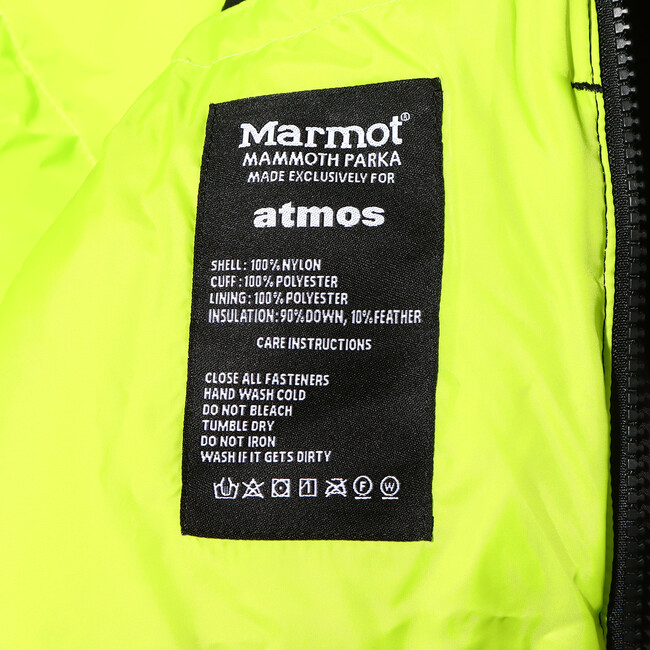 Marmot®
MAMMOTH PARKA
MADE EXCLUSIVELY FOR
atmos
SHELL: 100% NYLON
CUFF: 100% POLYESTER
LINING: 100% POLYESTER
INSULATION: 90% DOWN, 10% FEATHER
CARE INSTRUCTIONS
CLOSE ALL FASTENERS
HAND WASH COLD
DO NOT BLEACH
TUMBLE DRY
DO NOT IRON
WASH IF IT GETS DIRTY
1 F W